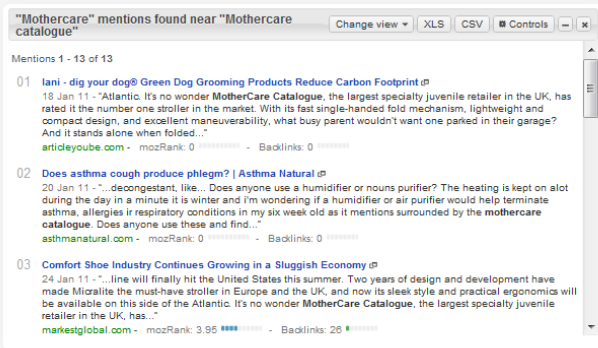 "Mothercare" mentions found near "Mothercare
catalogue"
Change view XLS CSV Controls
Mentions 1 - 13 of 13
01 Iani - dig your dog® Green Dog Grooming Products Reduce Carbon Footprint
18 Jan 11 - "Atlantic. It's no wonder MotherCare Catalogue, the largest specialty juvenile retailer in the UK, has
rated it the number one stroller in the market. With its fast single-handed fold mechanism, lightweight and
compact design, and excellent maneuverability, what busy parent wouldn't want one parked in their garage?
And it stands alone when folded..."
articleyoube.com - mozRank: 0 - Backlinks: 0
02 Does asthma cough produce phlegm? | Asthma Natural
20 Jan 11 - "...decongestant, like... Does anyone use a humidifier or nouns purifier? The heating is kept on alot
during the day in a minute it is winter and i'm wondering if a humidifier or air purifier would help terminate
asthma, allergies ir respiratory conditions in my six week old as it mentions surrounded by the mothercare
catalogue. Does anyone use these and find..."
asthmanatural.com - mozRank: 0 - Backlinks: 0
03 Comfort Shoe Industry Continues Growing in a Sluggish Economy
24 Jan 11 - "...line will finally hit the United States this summer. Two years of design and development have
made Micralite the must-have stroller in Europe and the UK, and now its sleek style and practical ergonomics will
be available on this side of the Atlantic. It's no wonder MotherCare Catalogue, the largest specialty juvenile
retailer in the UK, has..."
markestglobal.com - mozRank: 3.95 - Backlinks: 26